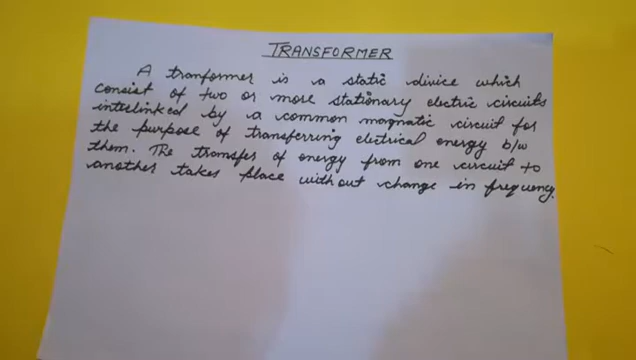 TRANSFORMER
A tranformer is a static divice which
consist of two or more stationary electric circuits
interlinked by a common magnatic circuit for
the purpose of transferring electrical energy b/w
them. The transfer of energy from one circuit to
another takes place without change in frequency.